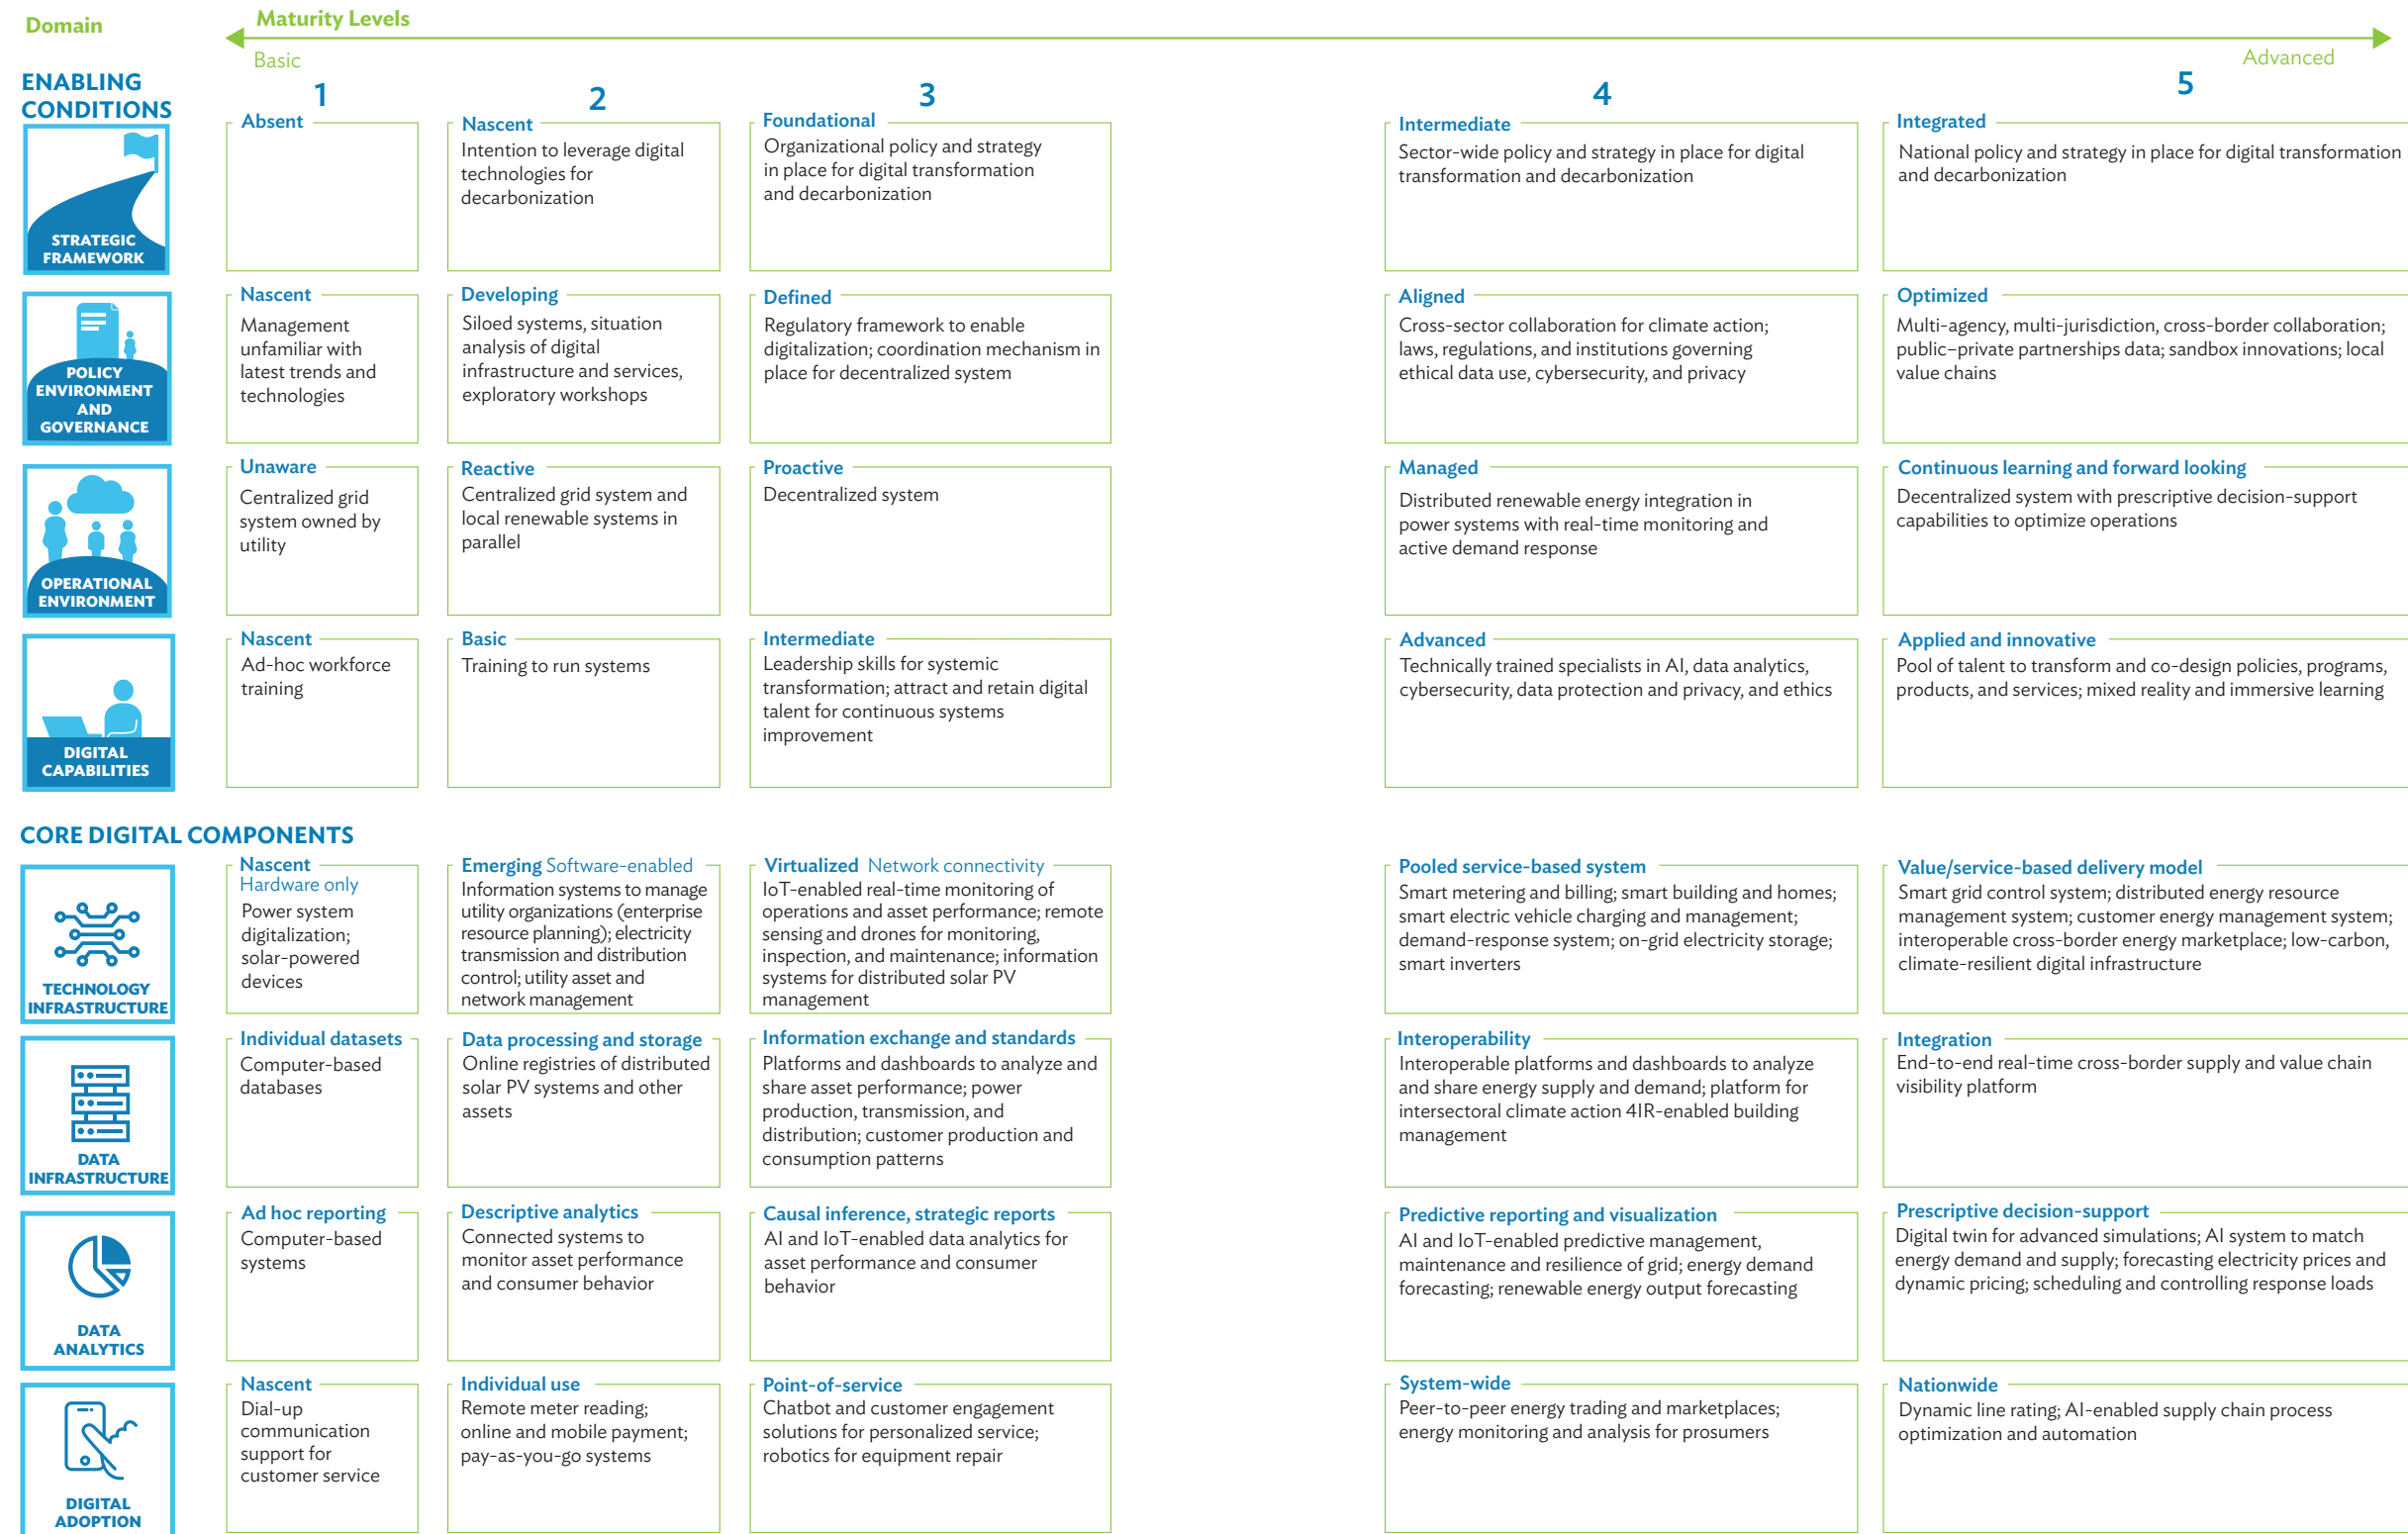 Domain
Maturity Levels
Basic
Advanced
ENABLING
CONDITIONS
1
2
3
4
5
STRATEGIC
FRAMEWORK
Absent
Nascent
Intention to leverage digital
technologies for
decarbonization
Foundational
Organizational policy and strategy
in place for digital transformation
and decarbonization
Intermediate
Sector-wide policy and strategy in place for digital
transformation and decarbonization
Integrated
National policy and strategy in place for digital transformation
and decarbonization
POLICY
ENVIRONMENT
AND
GOVERNANCE
Nascent
Management
unfamiliar with
latest trends and
technologies
Developing
Siloed systems, situation
analysis of digital
infrastructure and services,
exploratory workshops
Defined
Regulatory framework to enable
digitalization; coordination mechanism in
place for decentralized system
Aligned
Cross-sector collaboration for climate action;
laws, regulations, and institutions governing
ethical data use, cybersecurity, and privacy
Optimized
Multi-agency, multi-jurisdiction, cross-border collaboration;
public–private partnerships data; sandbox innovations; local
value chains
OPERATIONAL
ENVIRONMENT
Unaware
Centralized grid
system owned by
utility
Reactive
Centralized grid system and
local renewable systems in
parallel
Proactive
Decentralized system
Managed
Distributed renewable energy integration in
power systems with real-time monitoring and
active demand response
Continuous learning and forward looking
Decentralized system with prescriptive decision-support
capabilities to optimize operations
DIGITAL
CAPABILITIES
Nascent
Ad-hoc workforce
training
Basic
Training to run systems
Intermediate
Leadership skills for systemic
transformation; attract and retain digital
talent for continuous systems
improvement
Advanced
Technically trained specialists in AI, data analytics,
cybersecurity, data protection and privacy, and ethics
Applied and innovative
Pool of talent to transform and co-design policies, programs,
products, and services; mixed reality and immersive learning
CORE DIGITAL COMPONENTS
TECHNOLOGY
INFRASTRUCTURE
Nascent
Hardware only
Power system
digitalization;
solar-powered
devices
Emerging Software-enabled
Information systems to manage
utility organizations (enterprise
resource planning); electricity
transmission and distribution
control; utility asset and
network management
Virtualized Network connectivity
IoT-enabled real-time monitoring of
operations and asset performance; remote
sensing and drones for monitoring,
inspection, and maintenance; information
systems for distributed solar PV
management
Pooled service-based system
Smart metering and billing; smart building and homes;
smart electric vehicle charging and management;
demand-response system; on-grid electricity storage;
smart inverters
Value/service-based delivery model
Smart grid control system; distributed energy resource
management system; customer energy management system;
interoperable cross-border energy marketplace; low-carbon,
climate-resilient digital infrastructure
DATA
INFRASTRUCTURE
Individual datasets
Computer-based
databases
Data processing and storage
Online registries of distributed
solar PV systems and other
assets
Information exchange and standards
Platforms and dashboards to analyze and
share asset performance; power
production, transmission, and
distribution; customer production and
consumption patterns
Interoperability
Interoperable platforms and dashboards to analyze
and share energy supply and demand; platform for
intersectoral climate action 4IR-enabled building
management
Integration
End-to-end real-time cross-border supply and value chain
visibility platform
DATA
ANALYTICS
Ad hoc reporting
Computer-based
systems
Descriptive analytics
Connected systems to
monitor asset performance
and consumer behavior
Causal inference, strategic reports
AI and IoT-enabled data analytics for
asset performance and consumer
behavior
Predictive reporting and visualization
AI and IoT-enabled predictive management,
maintenance and resilience of grid; energy demand
forecasting; renewable energy output forecasting
Prescriptive decision-support
Digital twin for advanced simulations; AI system to match
energy demand and supply; forecasting electricity prices and
dynamic pricing; scheduling and controlling response loads
DIGITAL
ADOPTION
Nascent
Dial-up
communication
support for
customer service
Individual use
Remote meter reading;
online and mobile payment;
pay-as-you-go systems
Point-of-service
Chatbot and customer engagement
solutions for personalized service;
robotics for equipment repair
System-wide
Peer-to-peer energy trading and marketplaces;
energy monitoring and analysis for prosumers
Nationwide
Dynamic line rating; AI-enabled supply chain process
optimization and automation